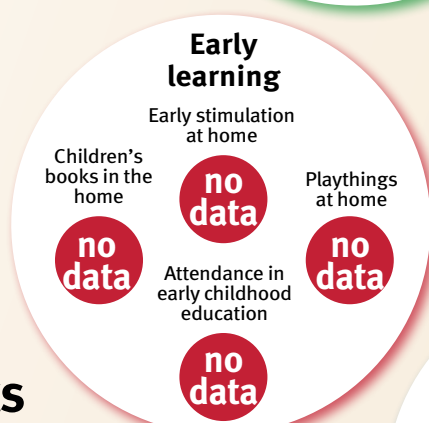 Early
learning
Early stimulation
at home
no
data
Children's
books in the
home
no
data
Playthings
at home
no
data
Attendance in
early childhood
education
no
data
s